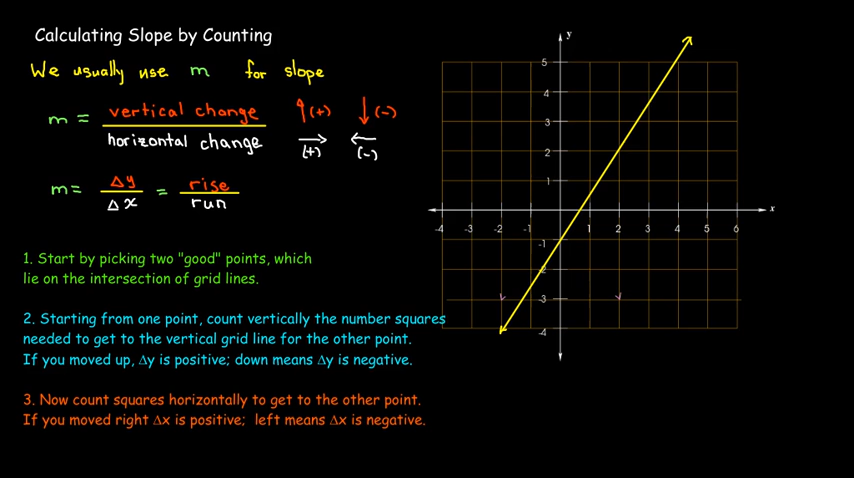 Calculating Slope by Counting
We usually use m for slope
m = vertical change / horizontal change ↑(+) ↓(-) → (+) ← (-)
m = Δy / Δx = rise / run
1. Start by picking two "good" points, which
lie on the intersection of grid lines.
2. Starting from one point, count vertically the number squares
needed to get to the vertical grid line for the other point.
If you moved up, Δy is positive; down means Δy is negative.
3. Now count squares horizontally to get to the other point.
If you moved right Δx is positive; left means Δx is negative.
y
5
4
3
2
1
x
-4 -3 -2 -1 1 2 3 4 5 6
-1
-2
-3
-4